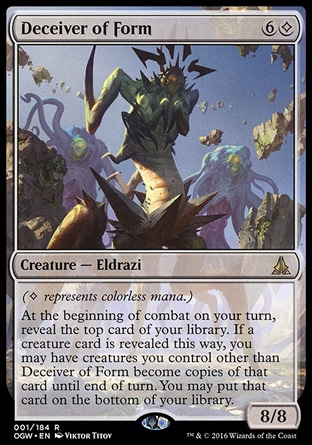 Deceiver of Form 6◇
Creature — Eldrazi
(◇ represents colorless mana.)
At the beginning of combat on your turn,
reveal the top card of your library. If a
creature card is revealed this way, you
may have creatures you control other than
Deceiver of Form become copies of that
card until end of turn. You may put that
card on the bottom of your library.
8/8
001/184 R
OGW • EN Viktor Titov
™ & © 2016 Wizards of the Coast